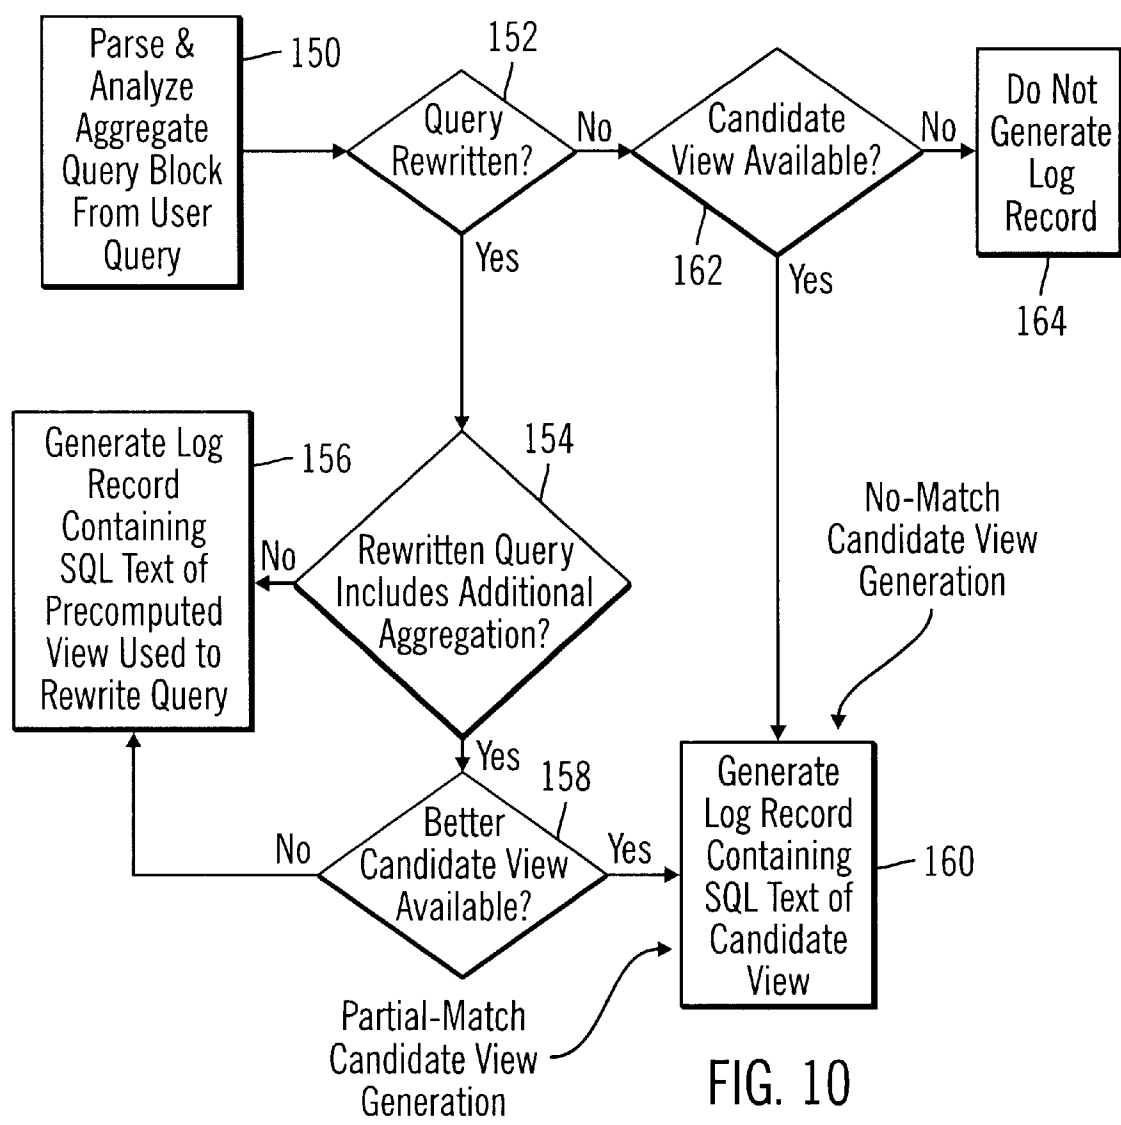 Parse &
Analyze
Aggregate
Query Block
From User
Query
150
152
Query
Rewritten?
No
Yes
Candidate
View Available?
162
No
Yes
Do Not
Generate
Log
Record
164
Generate Log
Record
Containing
SQL Text of
Precomputed
View Used to
Rewrite Query
156
No
154
Rewritten Query
Includes Additional
Aggregation?
Yes
No-Match
Candidate View
Generation
158
Better
Candidate View
Available?
No
Yes
Generate
Log Record
Containing
SQL Text of
Candidate
View
160
Partial-Match
Candidate View
Generation
FIG. 10